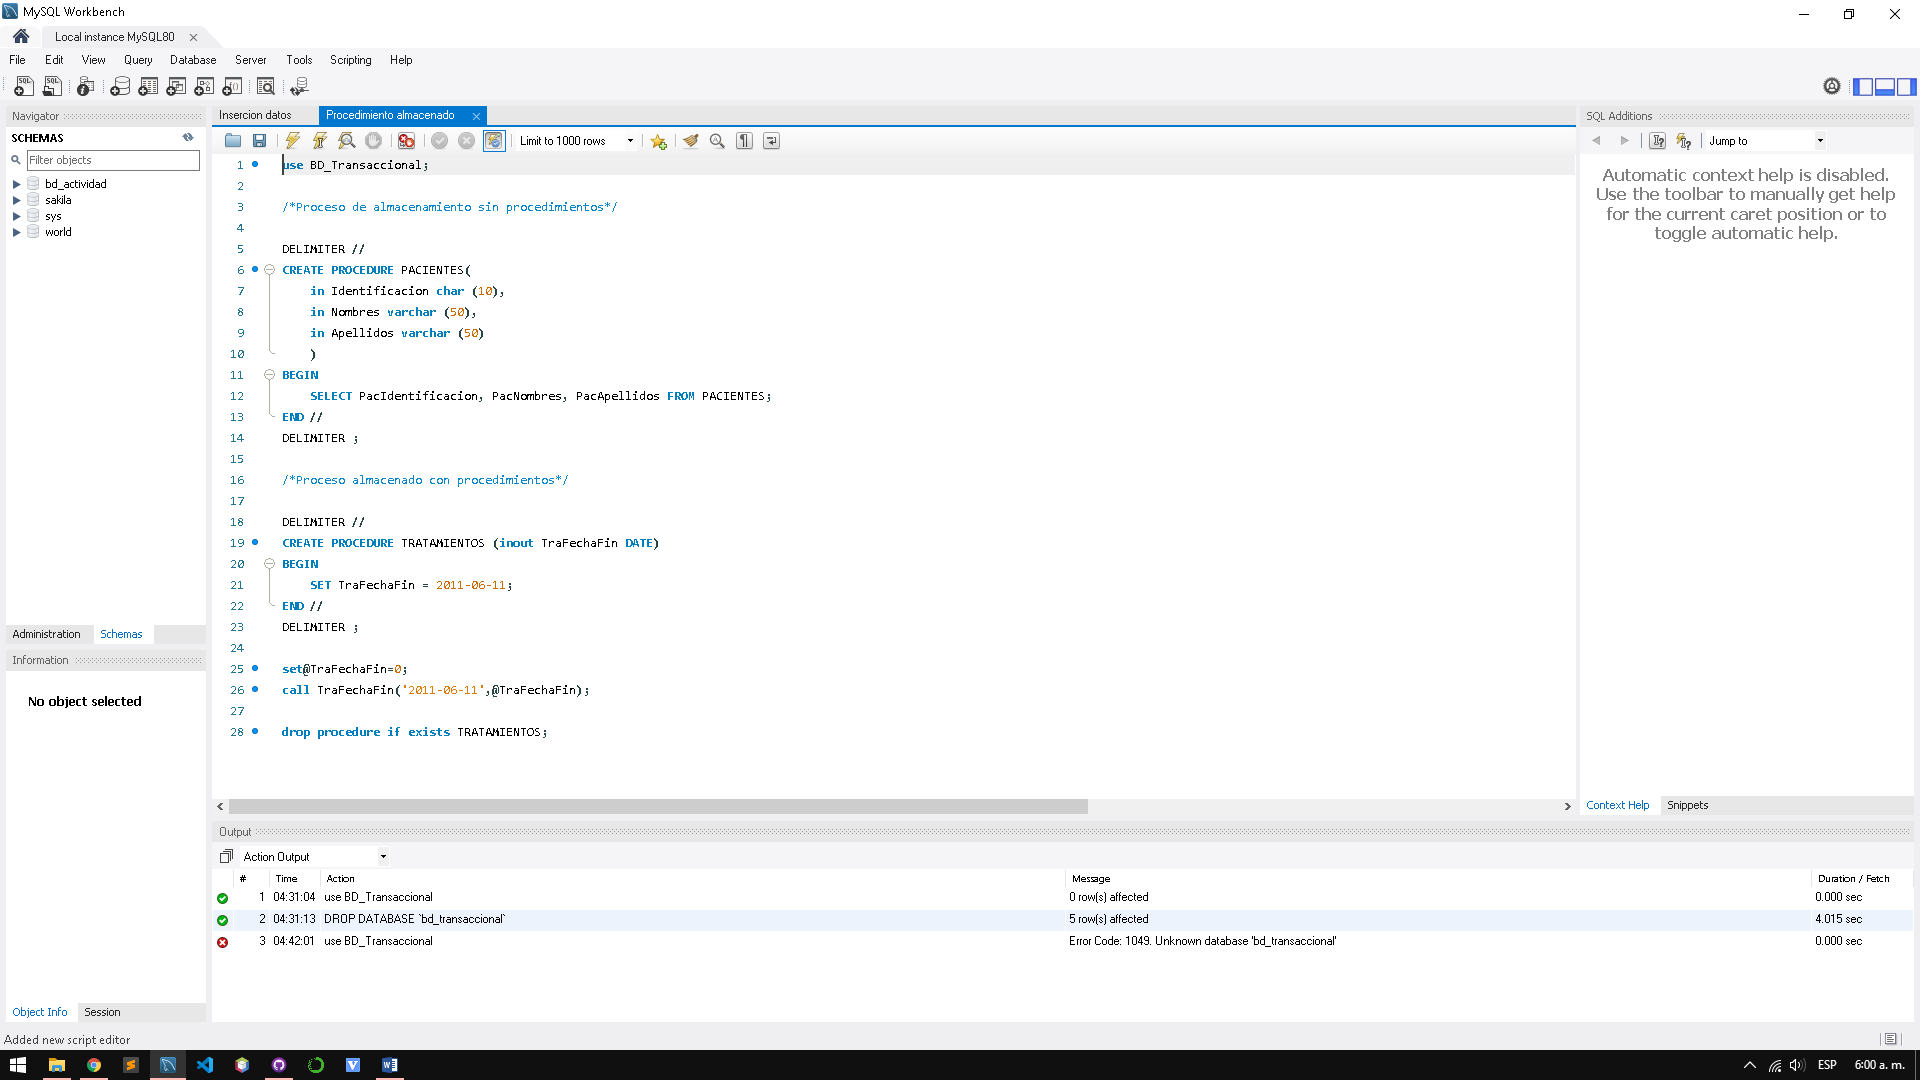 MySQL Workbench
Local instance MySQL80
File Edit View Query Database Server Tools Scripting Help
Navigator
SCHEMAS
Filter objects
bd_actividad
sakila
sys
world
Administration Schemas
Information
No object selected
Object Info Session
Insercion datos Procedimiento almacenado
Limit to 1000 rows
1 use BD_Transaccional;
2
3 /*Proceso de almacenamiento sin procedimientos*/
4
5 DELIMITER //
6 CREATE PROCEDURE PACIENTES(
7 in Identificacion char (10),
8 in Nombres varchar (50),
9 in Apellidos varchar (50)
10 )
11 BEGIN
12 SELECT PacIdentificacion, PacNombres, PacApellidos FROM PACIENTES;
13 END //
14 DELIMITER ;
15
16 /*Proceso almacenado con procedimientos*/
17
18 DELIMITER //
19 CREATE PROCEDURE TRATAMIENTOS (inout TraFechaFin DATE)
20 BEGIN
21 SET TraFechaFin = 2011-06-11;
22 END //
23 DELIMITER ;
24
25 set@TraFechaFin=0;
26 call TraFechaFin('2011-06-11',@TraFechaFin);
27
28 drop procedure if exists TRATAMIENTOS;
SQL Additions
Jump to
Automatic context help is disabled.
Use the toolbar to manually get help
for the current caret position or to
toggle automatic help.
Context Help Snippets
Output
Action Output
# Time Action Message Duration / Fetch
1 04:31:04 use BD_Transaccional 0 row(s) affected 0.000 sec
2 04:31:13 DROP DATABASE `bd_transaccional` 5 row(s) affected 4.015 sec
3 04:42:01 use BD_Transaccional Error Code: 1049. Unknown database 'bd_transaccional' 0.000 sec
Added new script editor
ESP 6:00 a. m.